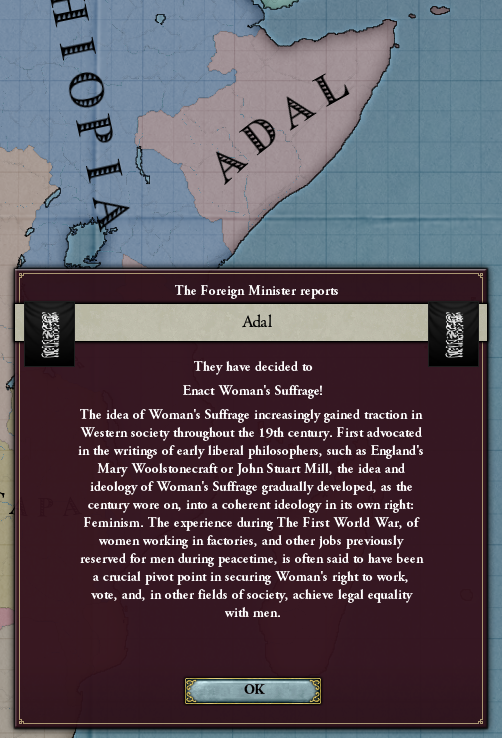 HIOPIA
ADAL
The Foreign Minister reports
Adal
They have decided to
Enact Woman's Suffrage!
The idea of Woman's Suffrage increasingly gained traction in
Western society throughout the 19th century. First advocated
in the writings of early liberal philosophers, such as England's
Mary Woolstonecraft or John Stuart Mill, the idea and
ideology of Woman's Suffrage gradually developed, as the
century wore on, into a coherent ideology in its own right:
Feminism. The experience during The First World War, of
women working in factories, and other jobs previously
reserved for men during peacetime, is often said to have been
a crucial pivot point in securing Woman's right to work,
vote, and, in other fields of society, achieve legal equality
with men.
OK